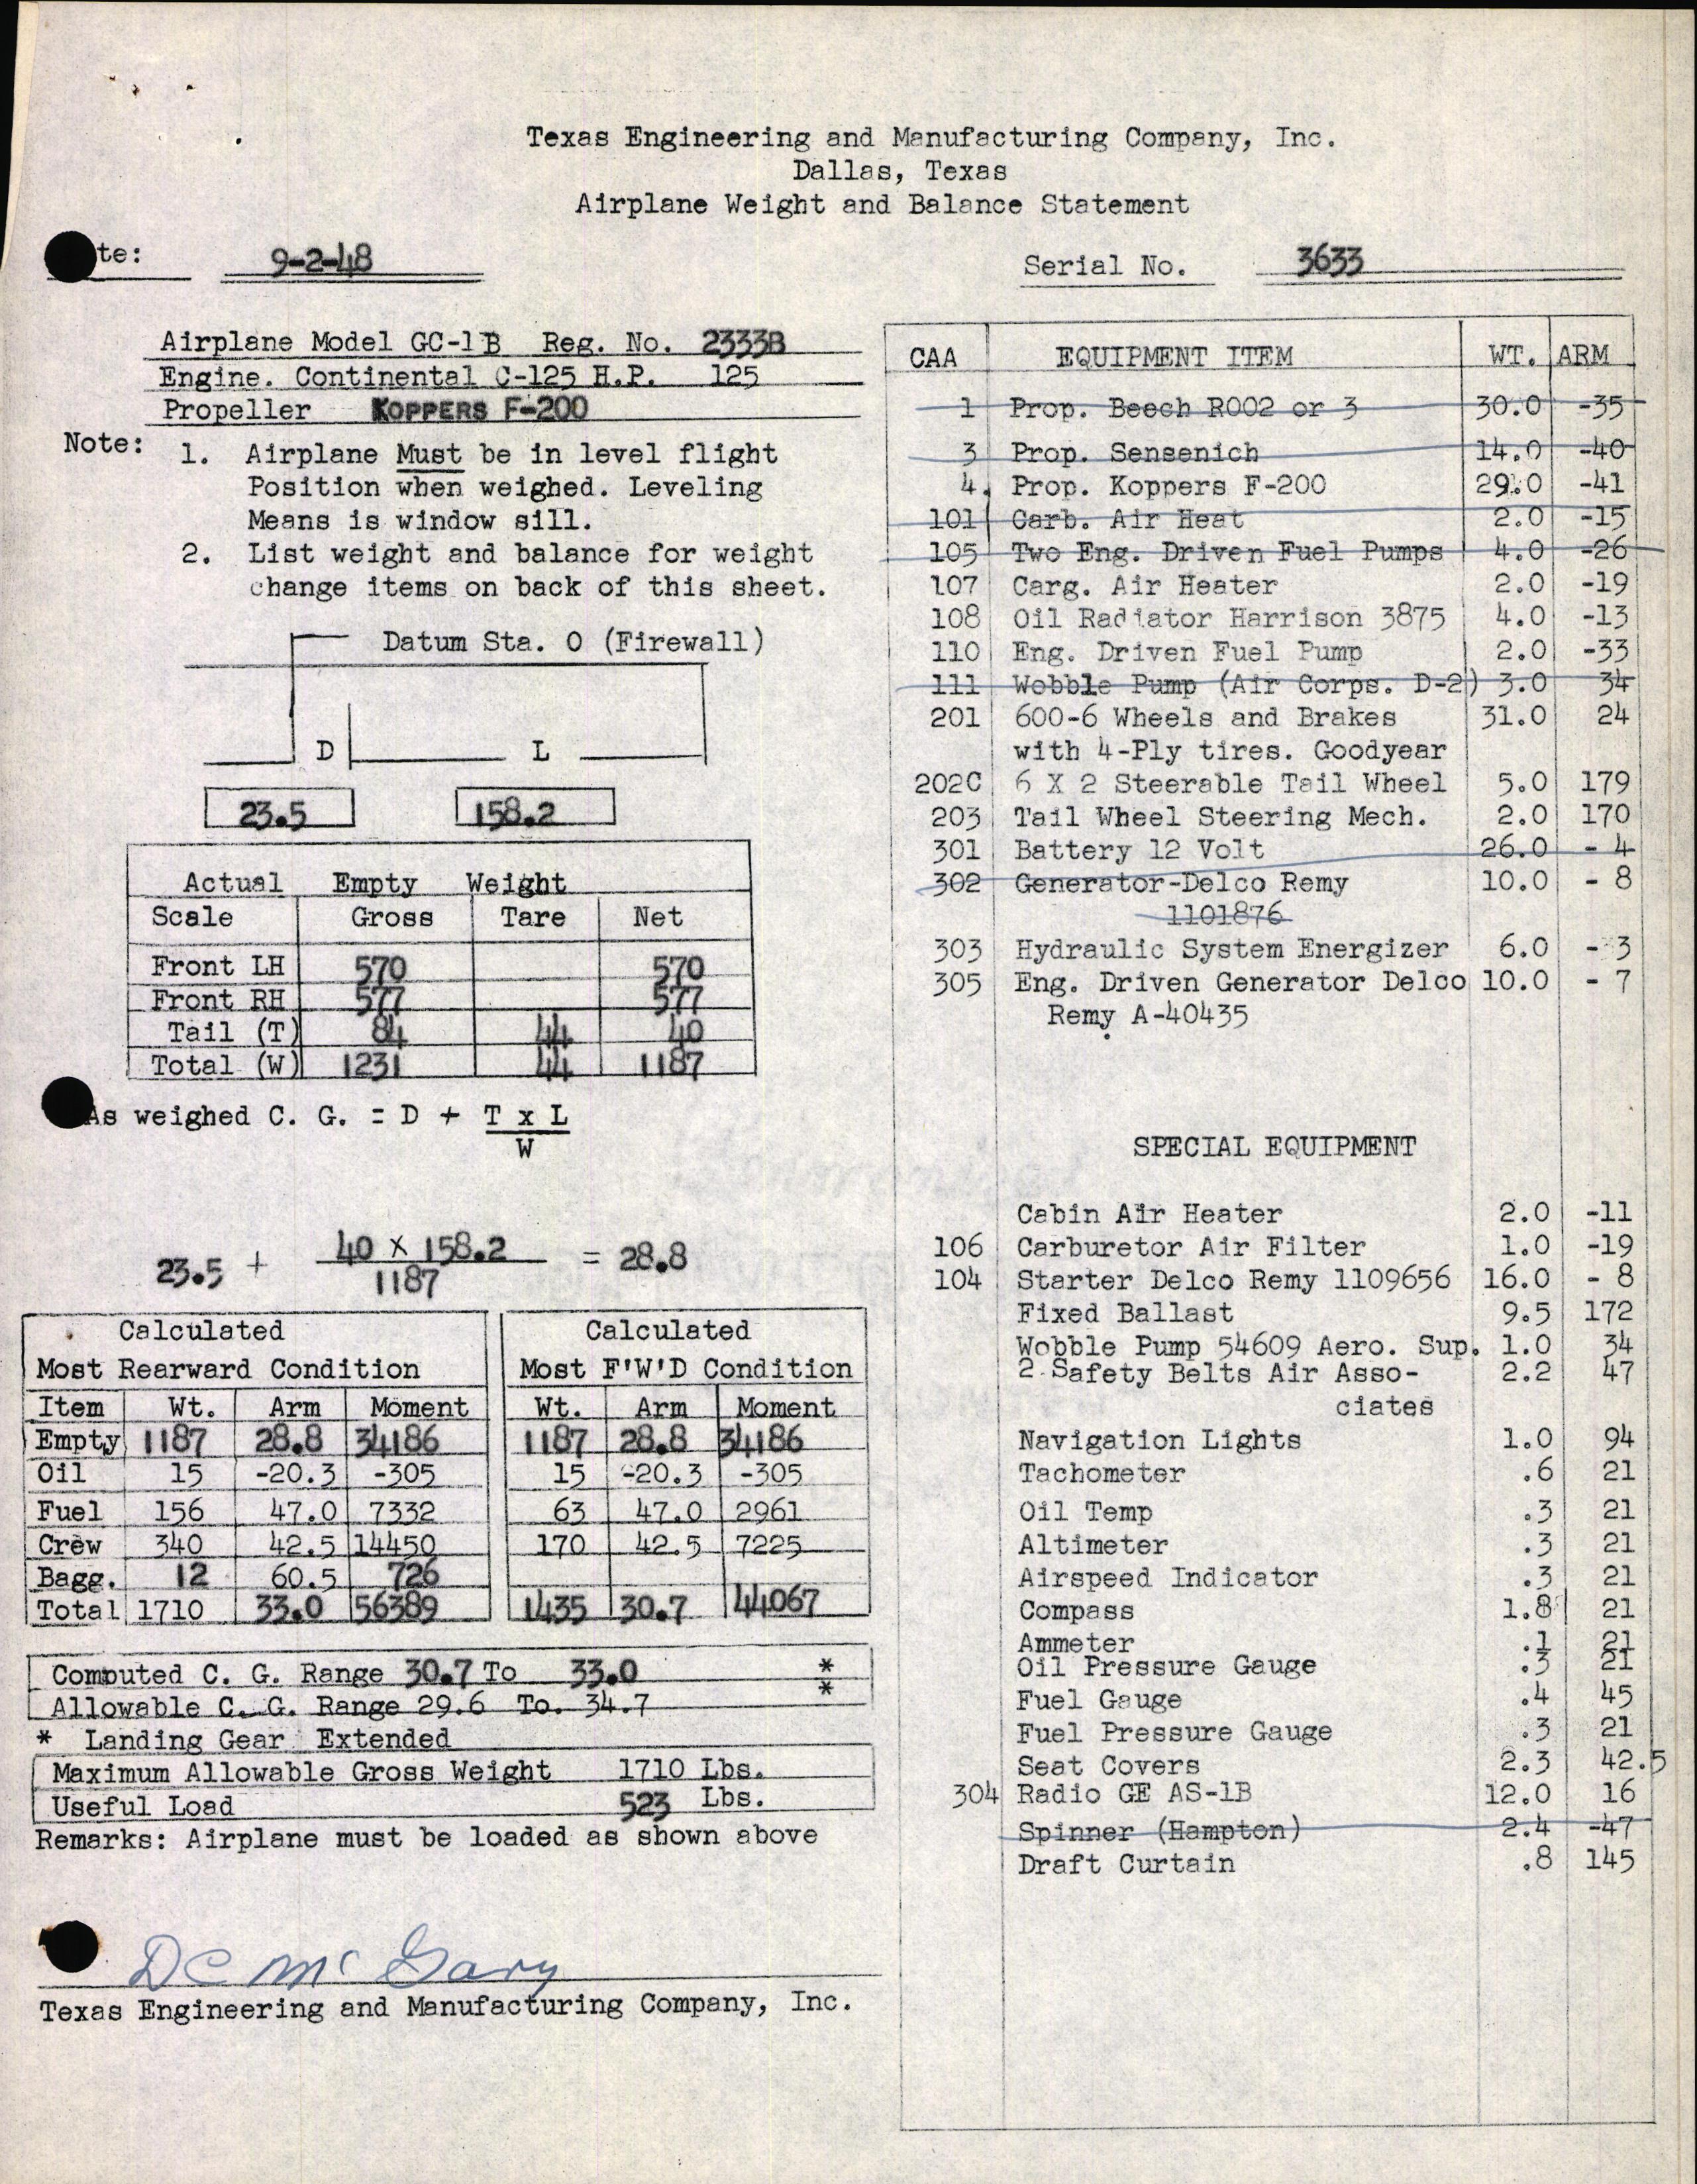 Texas Engineering and Manufacturing Company, Inc.
Dallas, Texas
Airplane Weight and Balance Statement
te: 9-2-48
Serial No. 3633
Airplane Model GC-1B Reg. No. 2333B
Engine. Continental C-125 H.P. 125
Propeller KOPPERS F-200
Note: 1. Airplane Must be in level flight
Position when weighed. Leveling
Means is window sill.
2. List weight and balance for weight
change items on back of this sheet.
Datum Sta. 0 (Firewall)
D L
23.5 158.2
Actual Empty Weight
Scale Gross Tare Net
Front LH 570 570
Front RH 577 577
Tail (T) 84 44 40
Total (W) 1231 44 1187
As weighed C. G. = D + T x L
W
23.5 + 40 x 158.2 = 28.8
1187
Calculated
Most Rearward Condition
Item Wt. Arm Moment
Empty 1187 28.8 34186
Oil 15 -20.3 -305
Fuel 156 47.0 7332
Crew 340 42.5 14450
Bagg. 12 60.5 726
Total 1710 33.0 56389
Calculated
Most F'W'D Condition
Wt. Arm Moment
1187 28.8 34186
15 -20.3 -305
63 47.0 2961
170 42.5 7225
1435 30.7 44067
Computed C. G. Range 30.7 To 33.0 *
Allowable C. G. Range 29.6 To. 34.7 *
* Landing Gear Extended
Maximum Allowable Gross Weight 1710 Lbs.
Useful Load 523 Lbs.
Remarks: Airplane must be loaded as shown above
DC McGary
Texas Engineering and Manufacturing Company, Inc.
CAA EQUIPMENT ITEM WT. ARM
1 Prop. Beech R002 or 3 30.0 -35
3 Prop. Sensenich 14.0 -40
4. Prop. Koppers F-200 29.0 -41
101 Carb. Air Heat 2.0 -15
105 Two Eng. Driven Fuel Pumps 4.0 -26
107 Carg. Air Heater 2.0 -19
108 Oil Radiator Harrison 3875 4.0 -13
110 Eng. Driven Fuel Pump 2.0 -33
111 Wobble Pump (Air Corps. D-2) 3.0 34
201 600-6 Wheels and Brakes 31.0 24
with 4-Ply tires. Goodyear
202C 6 X 2 Steerable Tail Wheel 5.0 179
203 Tail Wheel Steering Mech. 2.0 170
301 Battery 12 Volt 26.0 - 4
302 Generator-Delco Remy 10.0 - 8
1101876
303 Hydraulic System Energizer 6.0 - 3
305 Eng. Driven Generator Delco 10.0 - 7
Remy A-40435
SPECIAL EQUIPMENT
Cabin Air Heater 2.0 -11
106 Carburetor Air Filter 1.0 -19
104 Starter Delco Remy 1109656 16.0 - 8
Fixed Ballast 9.5 172
Wobble Pump 54609 Aero. Sup. 1.0 34
2 Safety Belts Air Asso- 2.2 47
ciates
Navigation Lights 1.0 94
Tachometer .6 21
Oil Temp .3 21
Altimeter .3 21
Airspeed Indicator .3 21
Compass 1.8 21
Ammeter .1 21
Oil Pressure Gauge .3 21
Fuel Gauge .4 45
Fuel Pressure Gauge .3 21
Seat Covers 2.3 42.5
304 Radio GE AS-1B 12.0 16
Spinner (Hampton) 2.4 -47
Draft Curtain .8 145